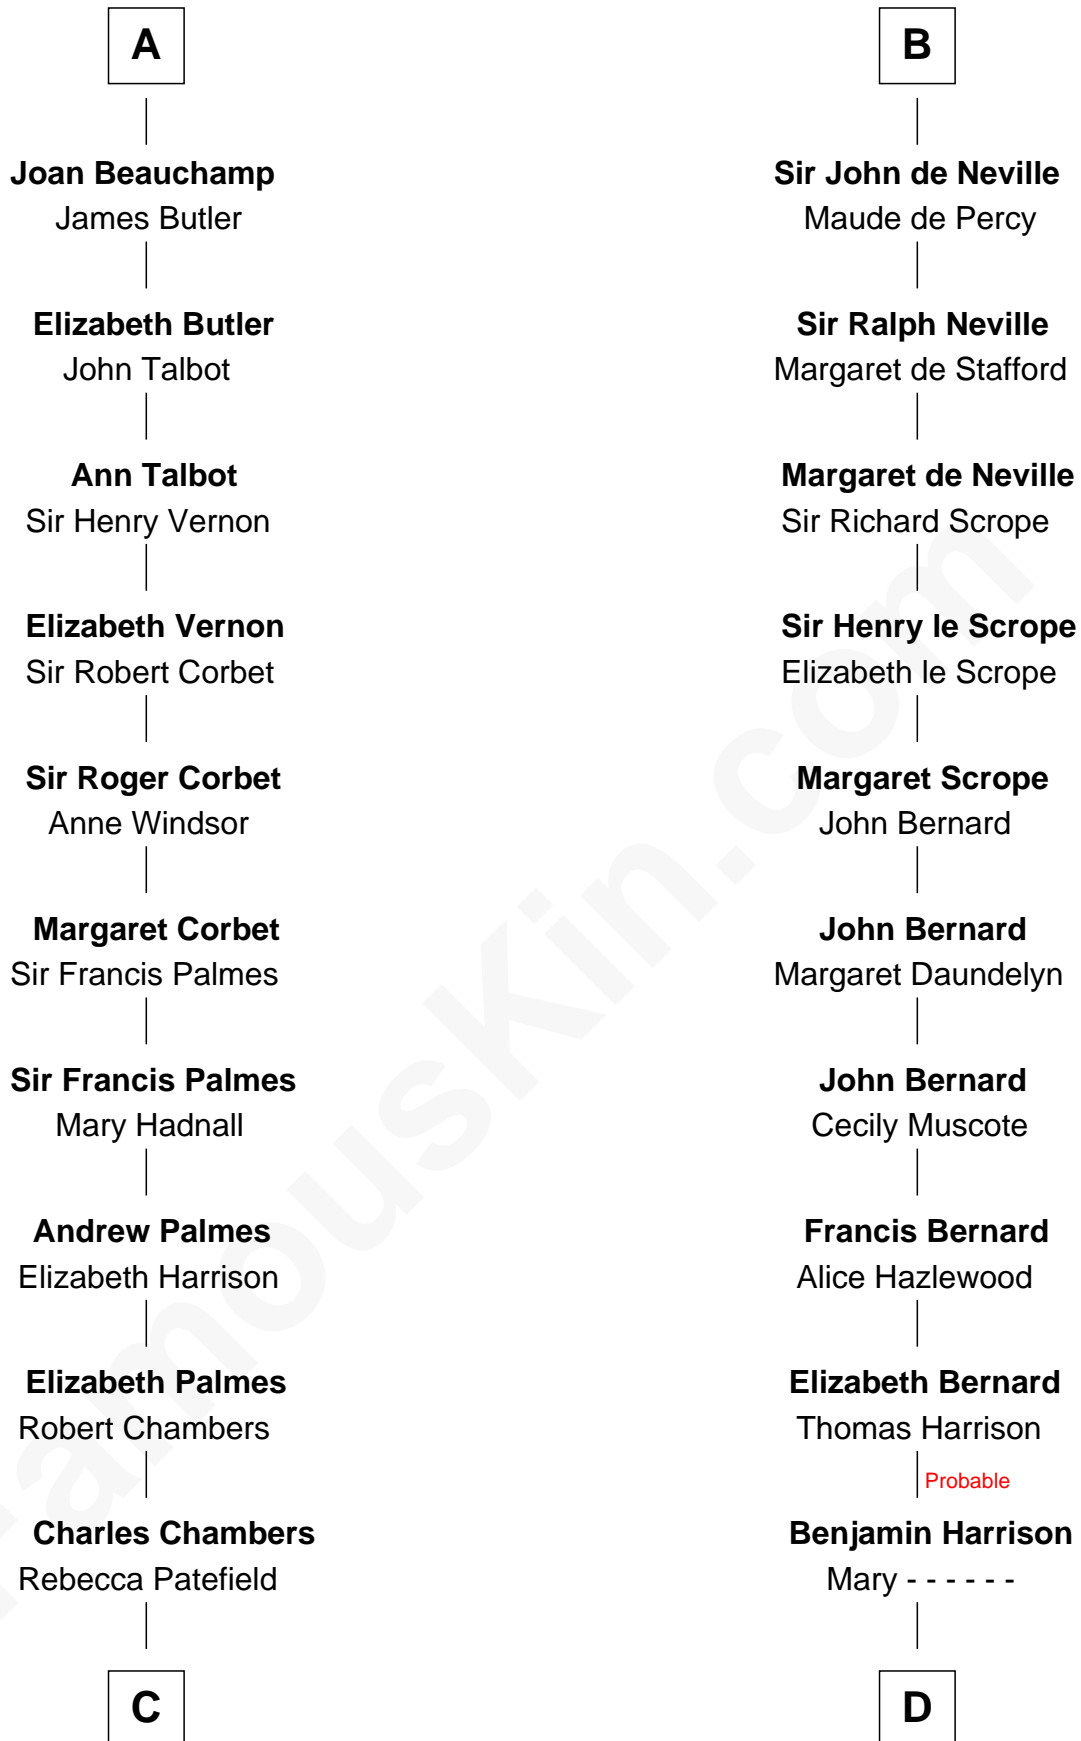 A
Joan Beauchamp
James Butler
Elizabeth Butler
John Talbot
Ann Talbot
Sir Henry Vernon
Elizabeth Vernon
Sir Robert Corbet
Sir Roger Corbet
Anne Windsor
Margaret Corbet
Sir Francis Palmes
Sir Francis Palmes
Mary Hadnall
Andrew Palmes
Elizabeth Harrison
Elizabeth Palmes
Robert Chambers
Charles Chambers
Rebecca Patefield
C
B
Sir John de Neville
Maude de Percy
Sir Ralph Neville
Margaret de Stafford
Margaret de Neville
Sir Richard Scrope
Sir Henry le Scrope
Elizabeth le Scrope
Margaret Scrope
John Bernard
John Bernard
Margaret Daundelyn
John Bernard
Cecily Muscote
Francis Bernard
Alice Hazlewood
Elizabeth Bernard
Thomas Harrison
Probable
Benjamin Harrison
Mary - - - - - -
D
FamousKin.com